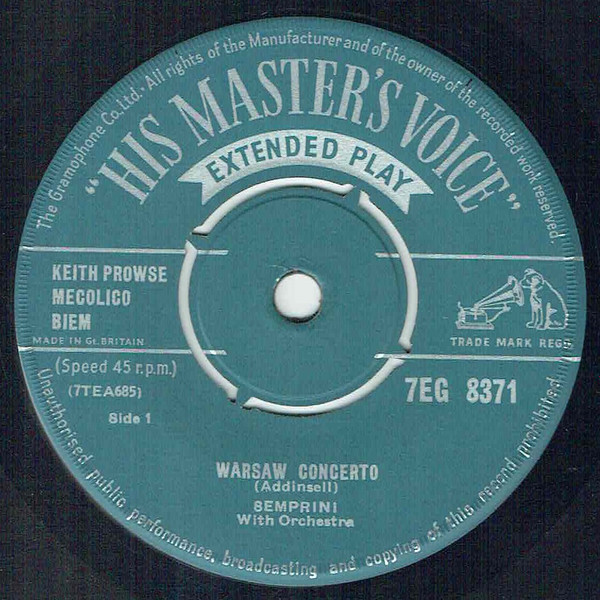 The Gramophone Co. Ltd. All rights of the Manufacturer and of the owner of the recorded work reserved.
"HIS MASTER'S VOICE"
EXTENDED PLAY
KEITH PROWSE
MECOLICO
BIEM
MADE IN Gt. BRITAIN
TRADE MARK REGD
(Speed 45 r.p.m.)
(7TEA685)
Side 1
7EG 8371
WARSAW CONCERTO
(Addinsell)
SEMPRINI
With Orchestra
Unauthorised public performance, broadcasting and copying of this record prohibited.